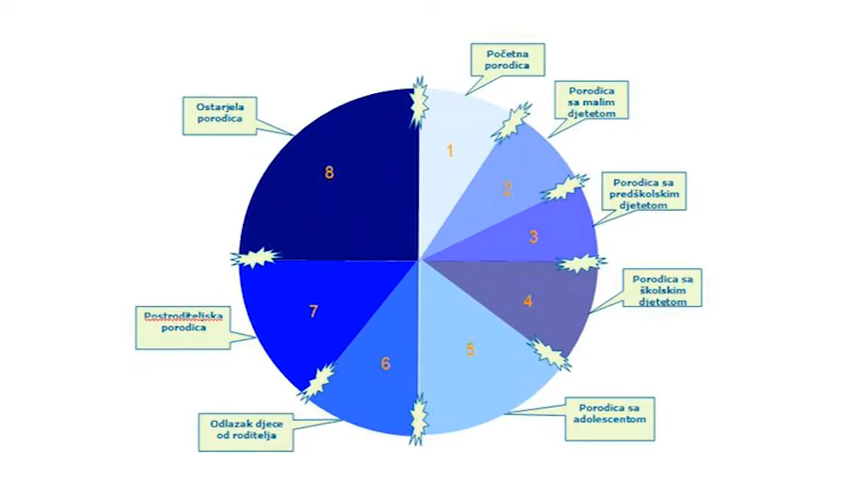 Početna
porodica
1
Porodica
sa malim
djetetom
2
Porodica sa
predškolskim
djetetom
3
Porodica sa
školskim
djetetom
4
Porodica sa
adolescentom
5
Odlazak djece
od roditelja
6
Postroditeljska
porodica
7
Ostarjela
porodica
8